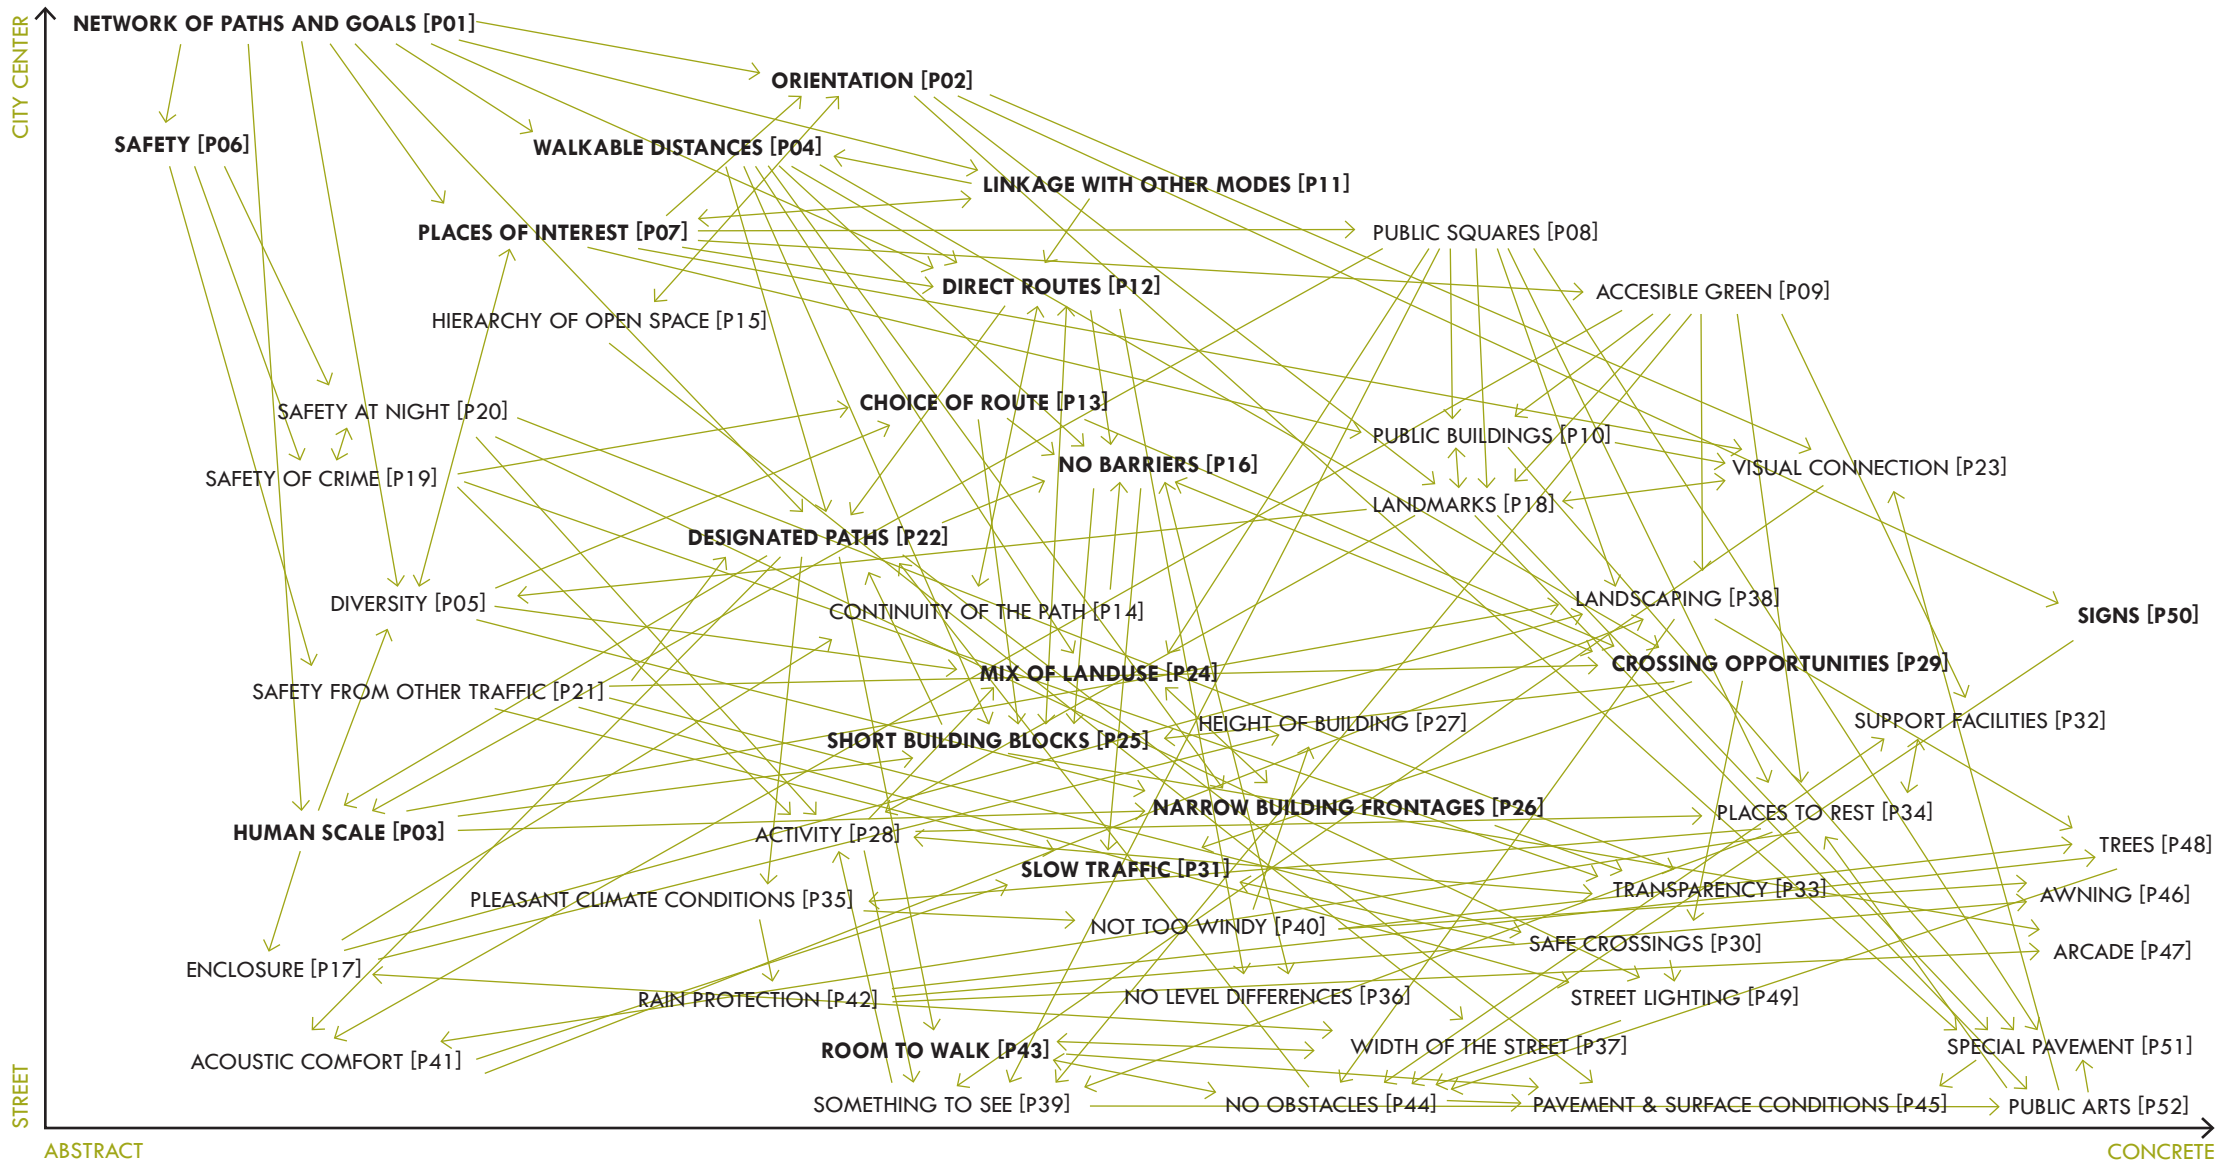 CITY CENTER
NETWORK OF PATHS AND GOALS [P01]
ORIENTATION [P02]
SAFETY [P06]
WALKABLE DISTANCES [P04]
LINKAGE WITH OTHER MODES [P11]
PLACES OF INTEREST [P07]
PUBLIC SQUARES [P08]
DIRECT ROUTES [P12]
ACCESIBLE GREEN [P09]
HIERARCHY OF OPEN SPACE [P15]
CHOICE OF ROUTE [P13]
SAFETY AT NIGHT [P20]
PUBLIC BUILDINGS [P10]
NO BARRIERS [P16]
VISUAL CONNECTION [P23]
SAFETY OF CRIME [P19]
LANDMARKS [P18]
DESIGNATED PATHS [P22]
LANDSCAPING [P38]
DIVERSITY [P05]
CONTINUITY OF THE PATH [P14]
SIGNS [P50]
CROSSING OPPORTUNITIES [P29]
MIX OF LANDUSE [P24]
SAFETY FROM OTHER TRAFFIC [P21]
SUPPORT FACILITIES [P32]
HEIGHT OF BUILDING [P27]
SHORT BUILDING BLOCKS [P25]
NARROW BUILDING FRONTAGES [P26]
PLACES TO REST [P34]
HUMAN SCALE [P03]
ACTIVITY [P28]
TREES [P48]
SLOW TRAFFIC [P31]
TRANSPARENCY [P33]
AWNING [P46]
PLEASANT CLIMATE CONDITIONS [P35]
NOT TOO WINDY [P40]
SAFE CROSSINGS [P30]
ARCADE [P47]
ENCLOSURE [P17]
RAIN PROTECTION [P42]
NO LEVEL DIFFERENCES [P36]
STREET LIGHTING [P49]
ROOM TO WALK [P43]
WIDTH OF THE STREET [P37]
SPECIAL PAVEMENT [P51]
ACOUSTIC COMFORT [P41]
STREET
SOMETHING TO SEE [P39]
NO OBSTACLES [P44]
PAVEMENT & SURFACE CONDITIONS [P45]
PUBLIC ARTS [P52]
ABSTRACT
CONCRETE